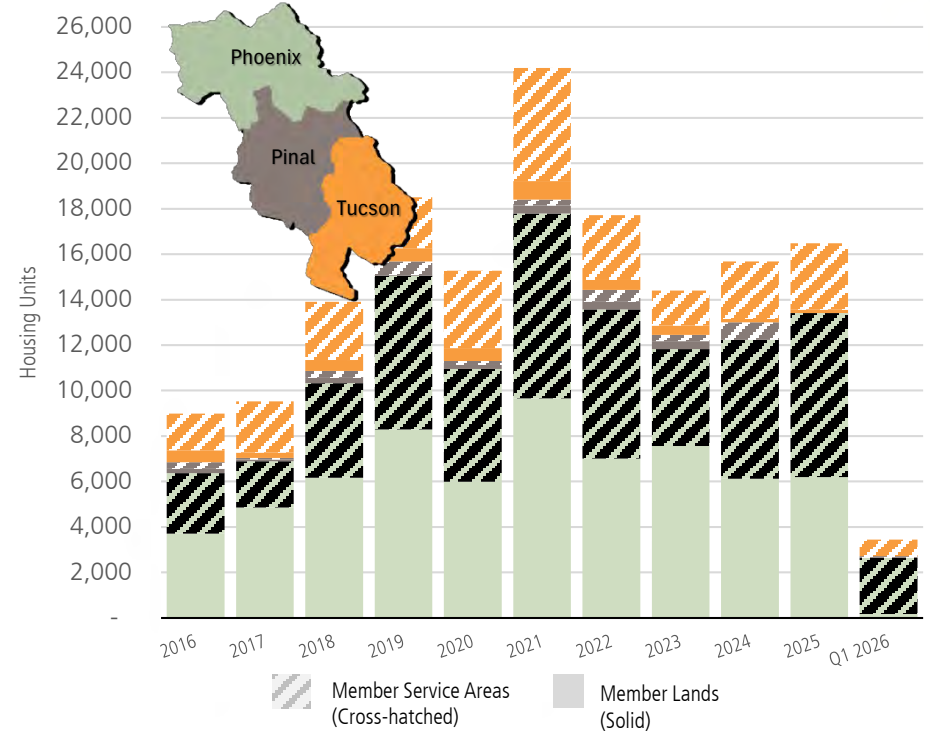 26,000
24,000
22,000
20,000
18,000
16,000
14,000
12,000
10,000
8,000
6,000
4,000
2,000
-
Housing Units
Phoenix
Pinal
Tucson
2016
2017
2018
2019
2020
2021
2022
2023
2024
2025
Q1 2026
Member Service Areas
(Cross-hatched)
Member Lands
(Solid)